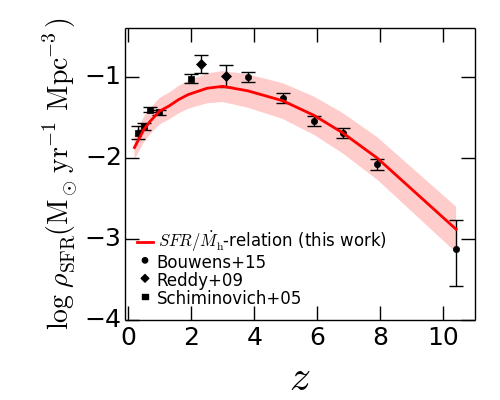 log ρSFR(M⊙ yr−1 Mpc−3)
−1
−2
−3
−4
SFR/Ṁh-relation (this work)
Bouwens+15
Reddy+09
Schiminovich+05
0 2 4 6 8 10
z